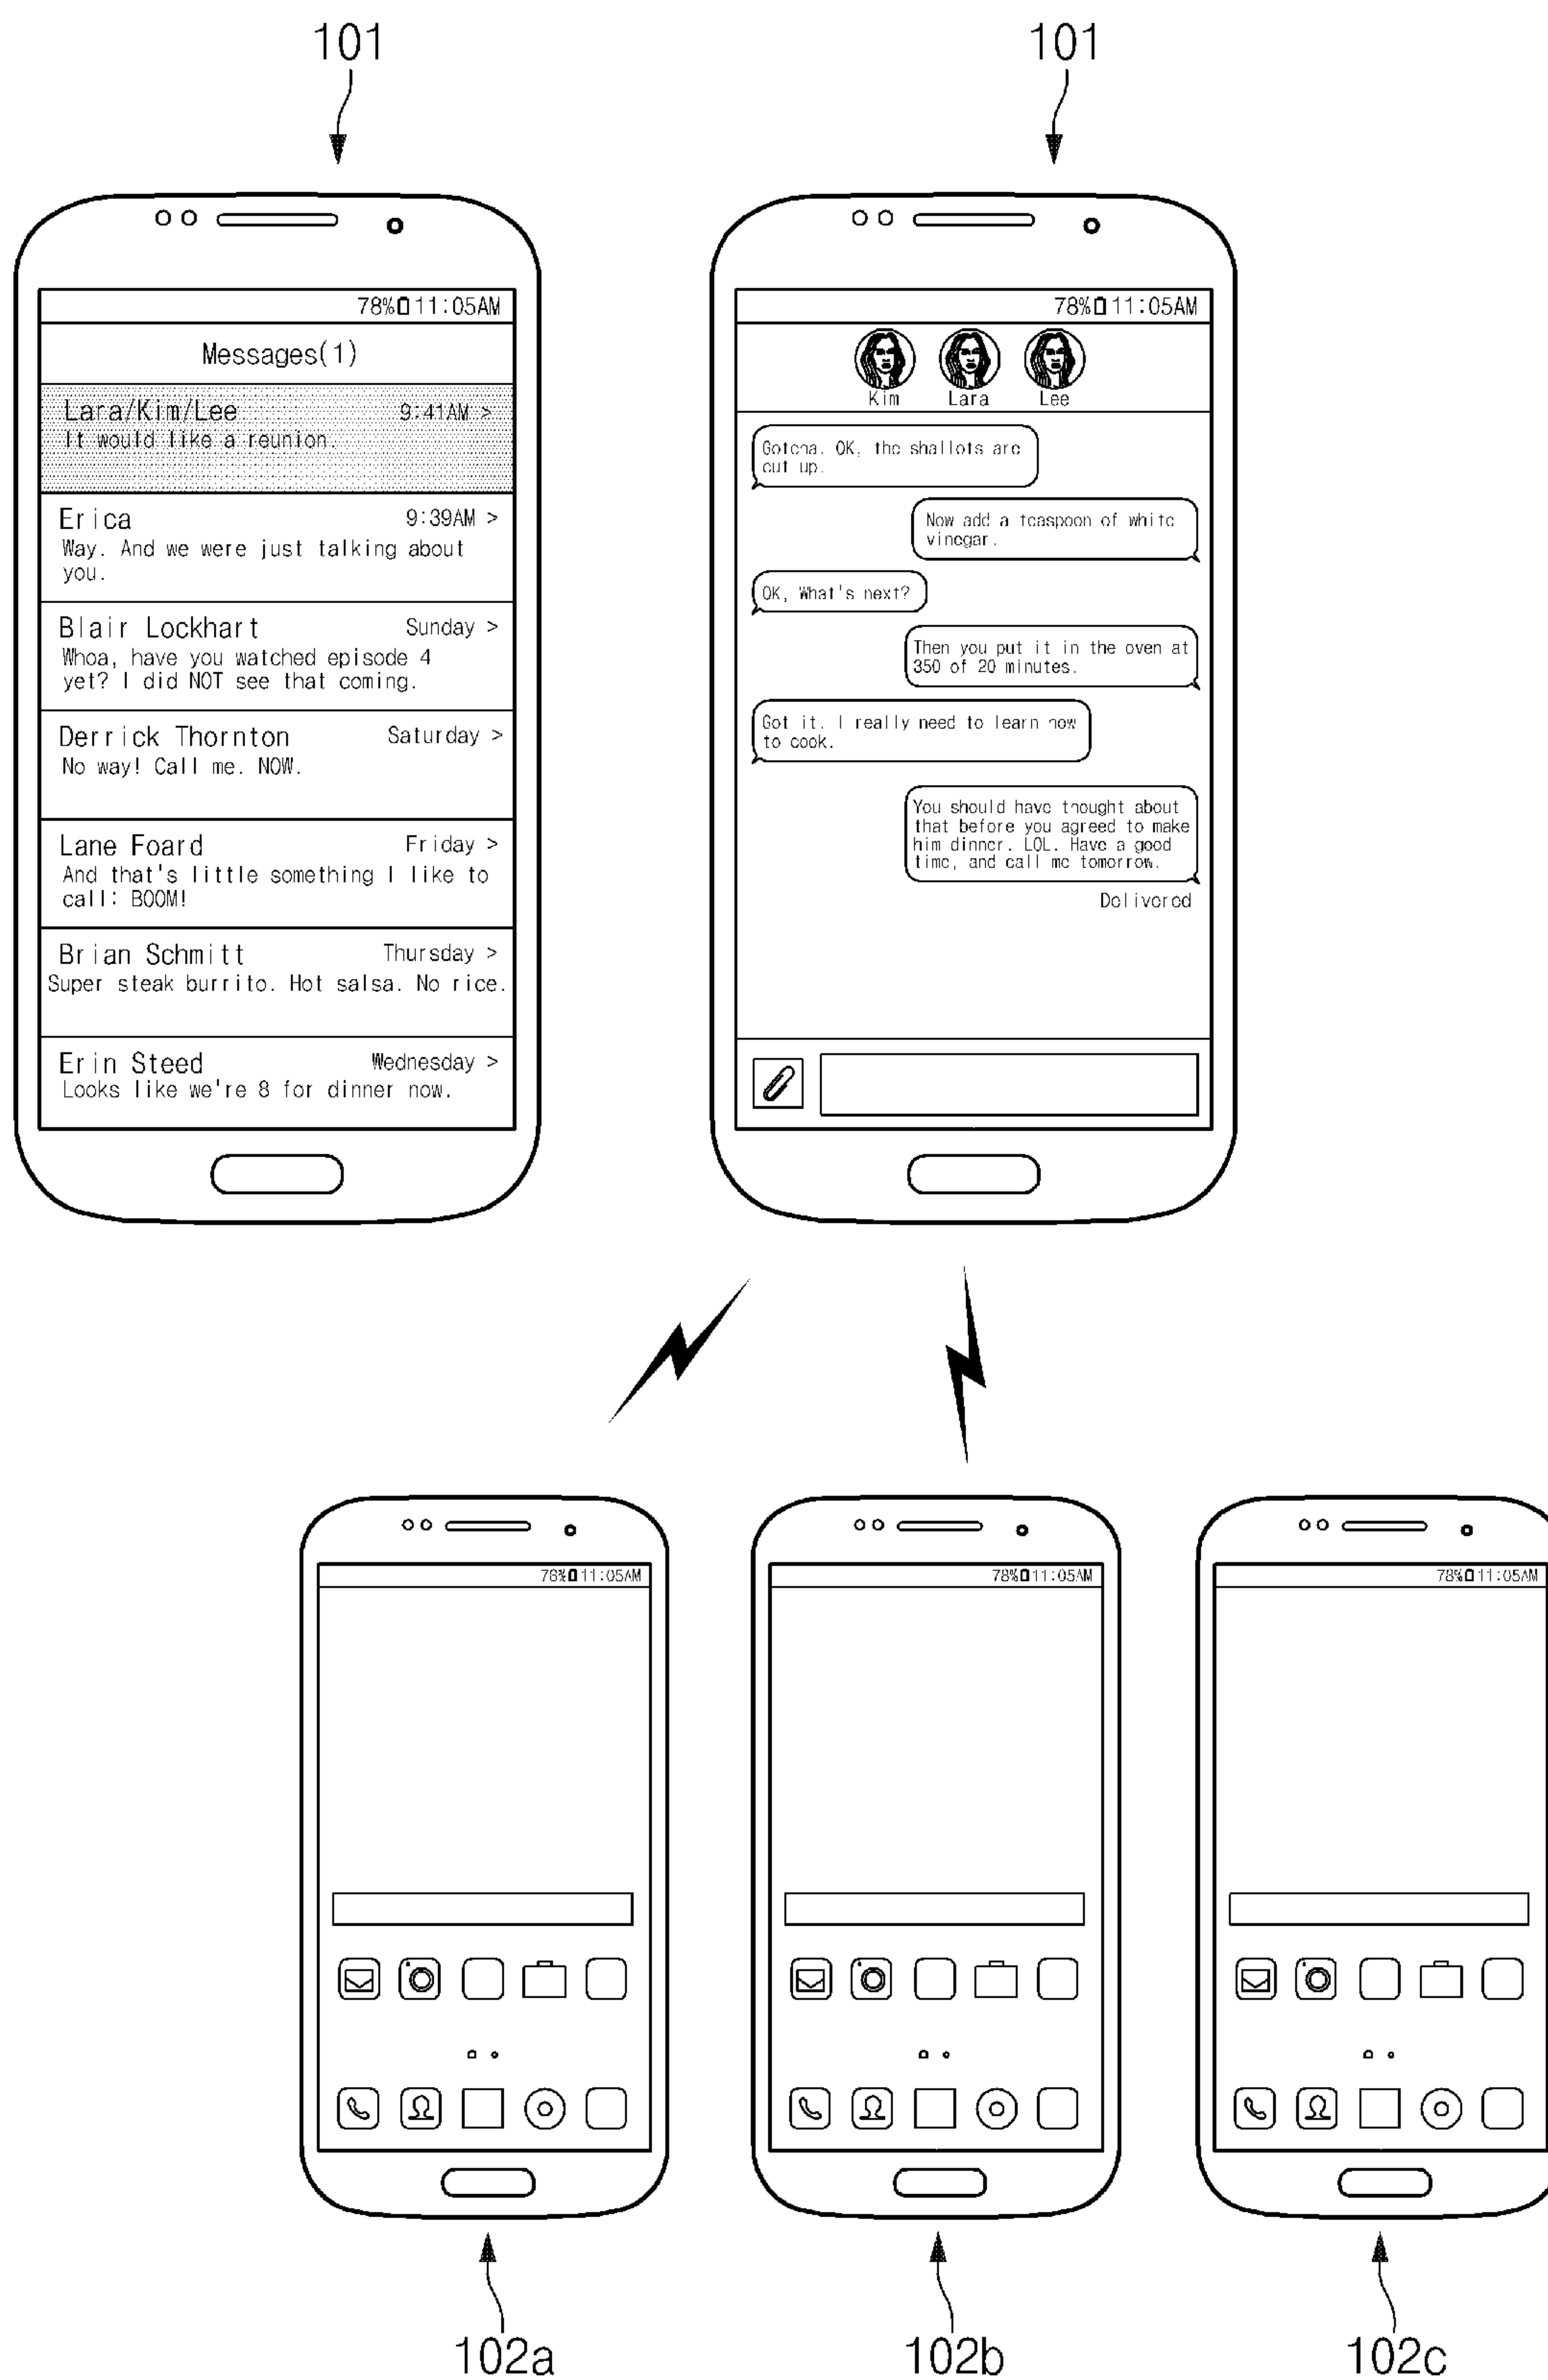 101
101
78% 11:05AM
Messages(1)
Lara/Kim/Lee 9:41AM >
It would like a reunion.
Erica 9:39AM >
Way. And we were just talking about
you.
Blair Lockhart Sunday >
Whoa, have you watched episode 4
yet? I did NOT see that coming.
Derrick Thornton Saturday >
No way! Call me. NOW.
Lane Foard Friday >
And that's little something I like to
call: BOOM!
Brian Schmitt Thursday >
Super steak burrito. Hot salsa. No rice.
Erin Steed Wednesday >
Looks like we're 8 for dinner now.
78% 11:05AM
Kim Lara Lee
Gotcha. OK, the shallots are
cut up.
Now add a teaspoon of white
vinegar.
OK, What's next?
Then you put it in the oven at
350 of 20 minutes.
Got it. I really need to learn how
to cook.
You should have thought about
that before you agreed to make
him dinner. LOL. Have a good
time, and call me tomorrow.
Delivered
78% 11:05AM
78% 11:05AM
78% 11:05AM
102a
102b
102c